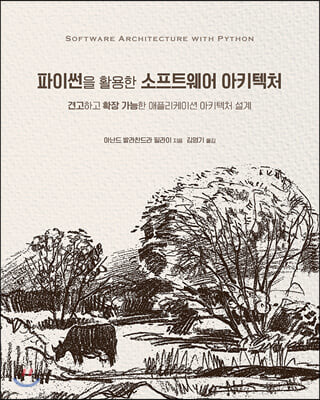 SOFTWARE ARCHITECTURE WITH PYTHON
파이썬을 활용한 소프트웨어 아키텍처
견고하고 확장 가능한 애플리케이션 아키텍처 설계
아난드 발라찬드라 필라이 지음 김영기 옮김